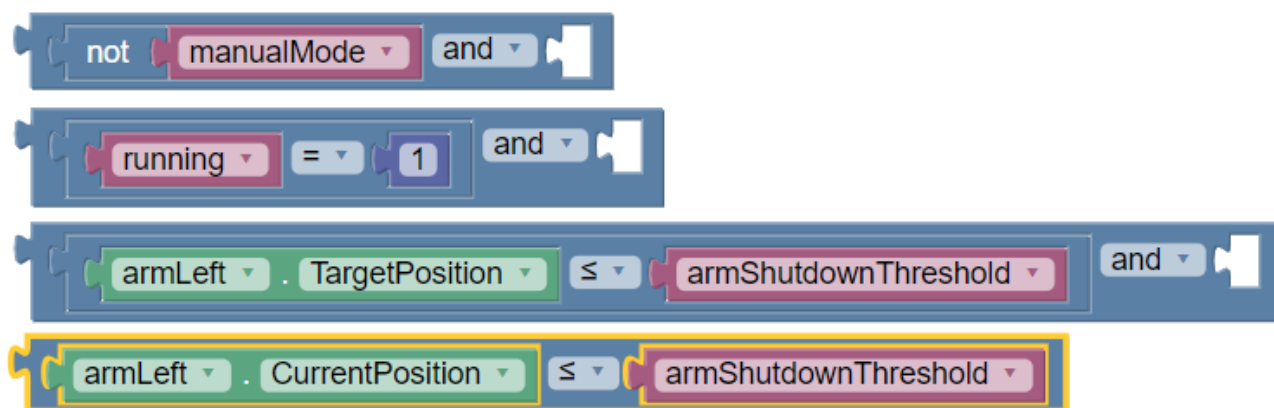 not manualMode and
running = 1 and
armLeft . TargetPosition ≤ armShutdownThreshold and
armLeft . CurrentPosition ≤ armShutdownThreshold